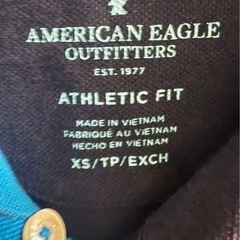 AMERICAN EAGLE
OUTFITTERS
EST. 1977
ATHLETIC FIT
MADE IN VIETNAM
FABRIQUÉ AU VIETNAM
HECHO EN VIETNAM
XS/TP/EXCH